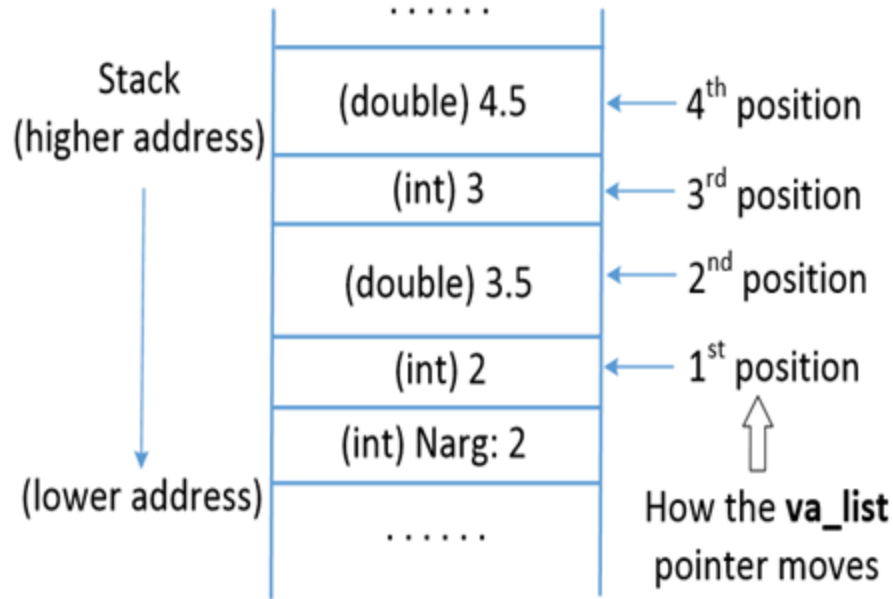 ......
Stack
(higher address)
(double) 4.5
4th position
(int) 3
3rd position
(double) 3.5
2nd position
(int) 2
1st position
(int) Narg: 2
(lower address)
......
How the va_list
pointer moves